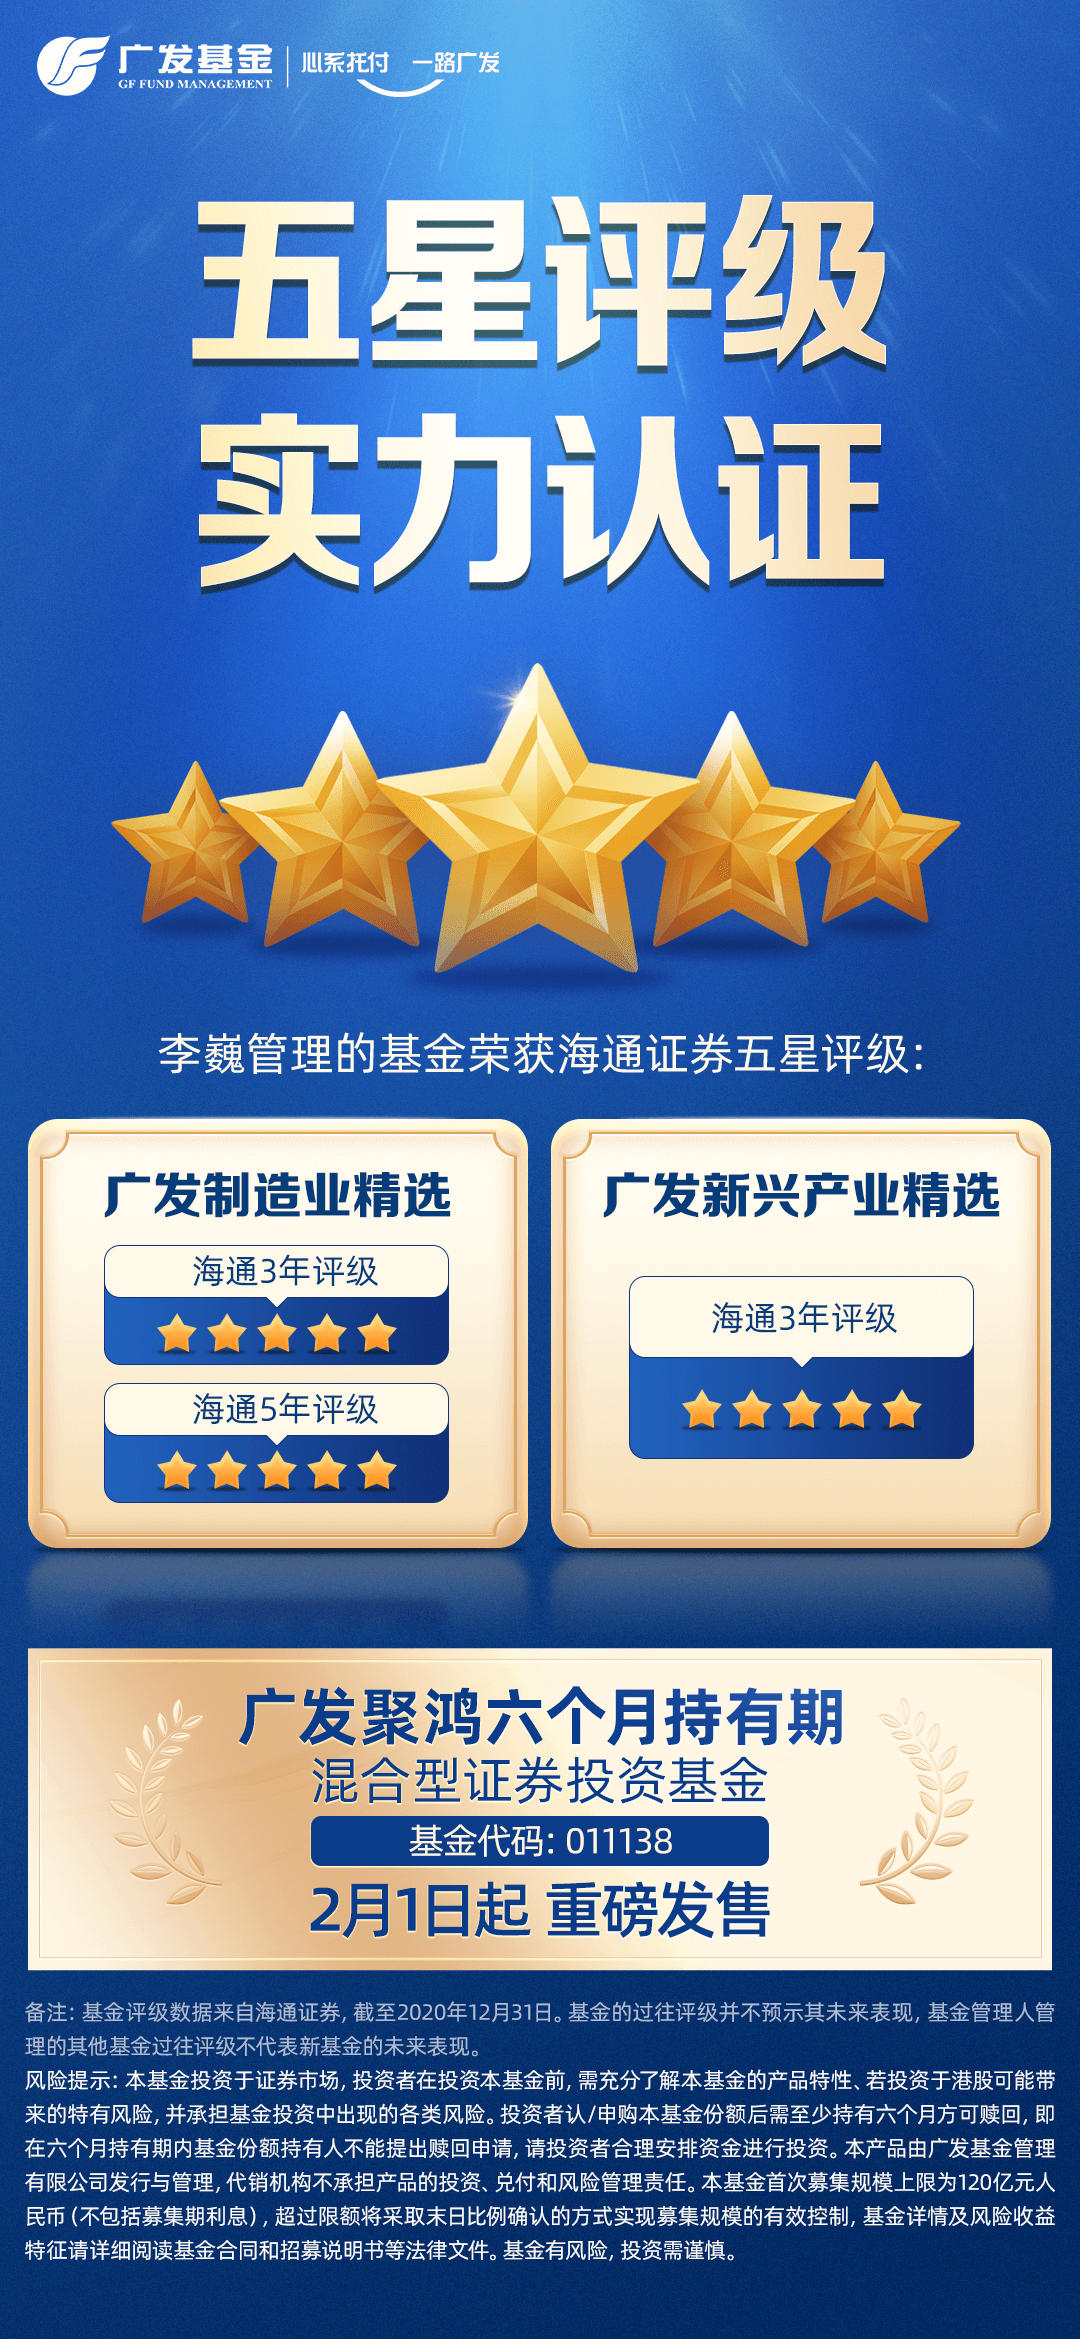 广发基金
GF FUND MANAGEMENT
心系托付 一路广发
五星评级
实力认证
李巍管理的基金荣获海通证券五星评级：
广发制造业精选
海通3年评级
海通5年评级
广发新兴产业精选
海通3年评级
广发聚鸿六个月持有期
混合型证券投资基金
基金代码：011138
2月1日起 重磅发售
备注：基金评级数据来自海通证券，截至2020年12月31日。基金的过往评级并不预示其未来表现，基金管理人管
理的其他基金过往评级不代表新基金的未来表现。
风险提示：本基金投资于证券市场，投资者在投资本基金前，需充分了解本基金的产品特性、若投资于港股可能带
来的特有风险，并承担基金投资中出现的各类风险。投资者认/申购本基金份额后需至少持有六个月方可赎回，即
在六个月持有期内基金份额持有人不能提出赎回申请，请投资者合理安排资金进行投资。本产品由广发基金管理
有限公司发行与管理，代销机构不承担产品的投资、兑付和风险管理责任。本基金首次募集规模上限为120亿元人
民币（不包括募集期利息），超过限额将采取末日比例确认的方式实现募集规模的有效控制，基金详情及风险收益
特征请详细阅读基金合同和招募说明书等法律文件。基金有风险，投资需谨慎。